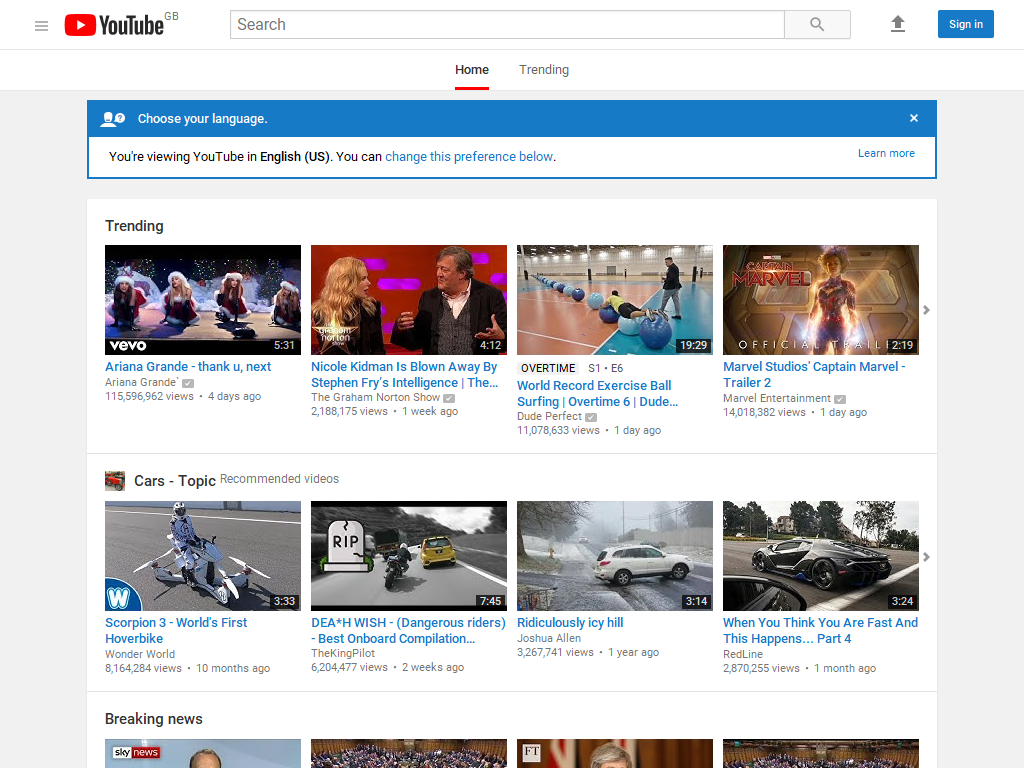 YouTube GB
Search
Sign in
Home
Trending
Choose your language.
×
You're viewing YouTube in English (US). You can change this preference below.
Learn more
Trending
vevo
5:31
Ariana Grande - thank u, next
Ariana Grande`
115,596,962 views • 4 days ago
the graham
norton
show
4:12
Nicole Kidman Is Blown Away By
Stephen Fry's Intelligence | The...
The Graham Norton Show
2,188,175 views • 1 week ago
19:29
OVERTIME S1 • E6
World Record Exercise Ball
Surfing | Overtime 6 | Dude...
Dude Perfect
11,078,633 views • 1 day ago
CAPTAIN
MARVEL
OFFICIAL TRAIL
2:19
Marvel Studios' Captain Marvel -
Trailer 2
Marvel Entertainment
14,018,382 views • 1 day ago
Cars - Topic Recommended videos
W
3:33
Scorpion 3 - World's First
Hoverbike
Wonder World
8,164,284 views • 10 months ago
RIP
7:45
DEA*H WISH - (Dangerous riders)
- Best Onboard Compilation...
TheKingPilot
6,204,477 views • 2 weeks ago
3:14
Ridiculously icy hill
Joshua Allen
3,267,741 views • 1 year ago
3:24
When You Think You Are Fast And
This Happens... Part 4
RedLine
2,870,255 views • 1 month ago
Breaking news
sky news
FT